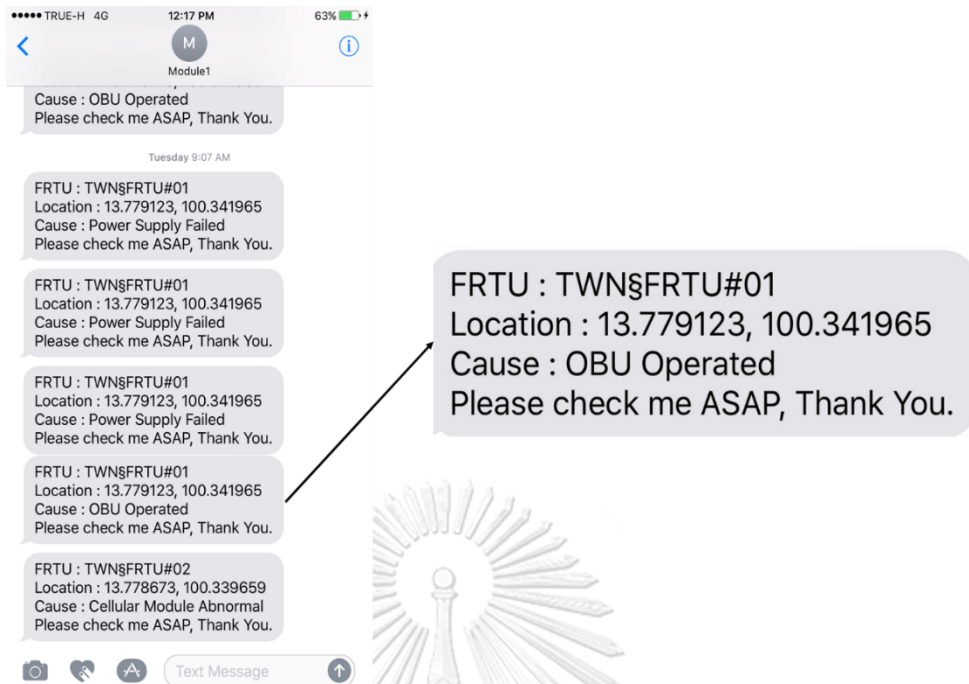 TRUE-H 4G 12:17 PM 63%
M
Module1
Cause : OBU Operated
Please check me ASAP, Thank You.
Tuesday 9:07 AM
FRTU : TWN§FRTU#01
Location : 13.779123, 100.341965
Cause : Power Supply Failed
Please check me ASAP, Thank You.
FRTU : TWN§FRTU#01
Location : 13.779123, 100.341965
Cause : Power Supply Failed
Please check me ASAP, Thank You.
FRTU : TWN§FRTU#01
Location : 13.779123, 100.341965
Cause : Power Supply Failed
Please check me ASAP, Thank You.
FRTU : TWN§FRTU#01
Location : 13.779123, 100.341965
Cause : OBU Operated
Please check me ASAP, Thank You.
FRTU : TWN§FRTU#02
Location : 13.778673, 100.339659
Cause : Cellular Module Abnormal
Please check me ASAP, Thank You.
Text Message
FRTU : TWN§FRTU#01
Location : 13.779123, 100.341965
Cause : OBU Operated
Please check me ASAP, Thank You.